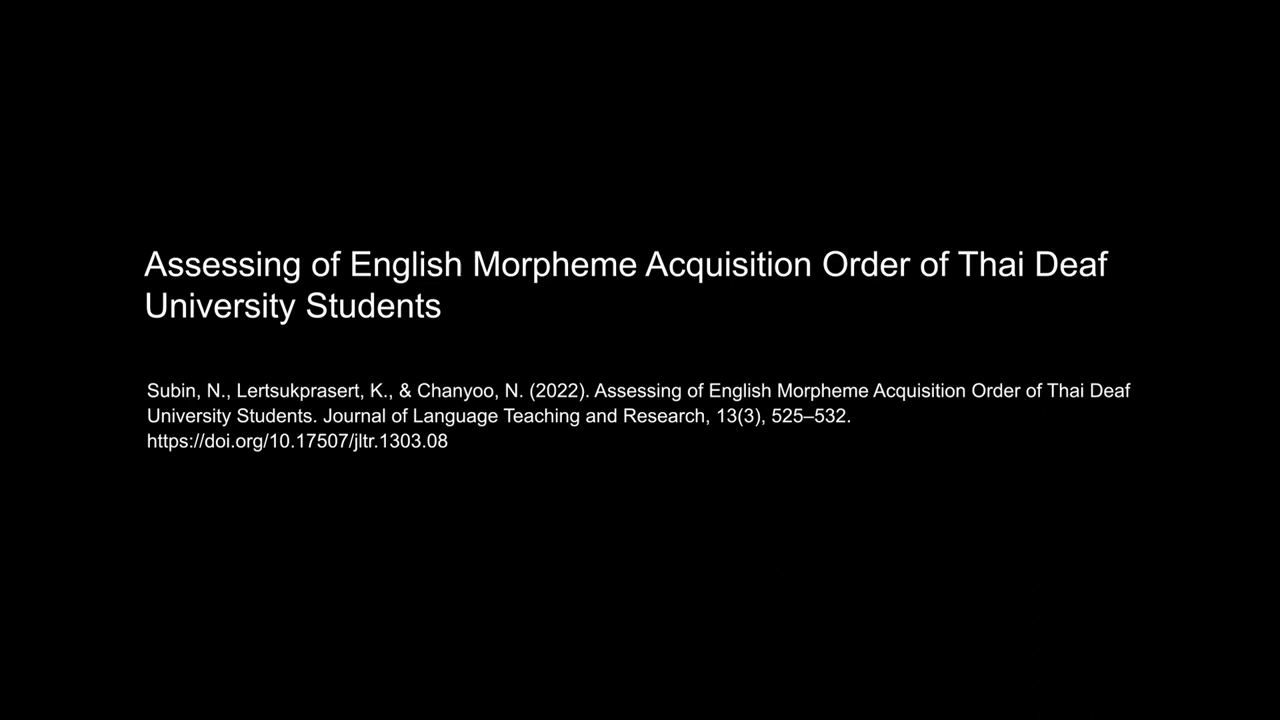 Assessing of English Morpheme Acquisition Order of Thai Deaf
University Students
Subin, N., Lertsukprasert, K., & Chanyoo, N. (2022). Assessing of English Morpheme Acquisition Order of Thai Deaf
University Students. Journal of Language Teaching and Research, 13(3), 525–532.
https://doi.org/10.17507/jltr.1303.08